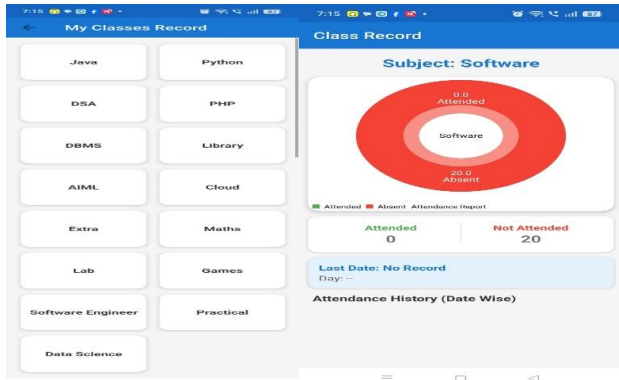 7:15
My Classes Record
Java
Python
DSA
PHP
DBMS
Library
AIML
Cloud
Extra
Maths
Lab
Games
Software Engineer
Practical
Data Science
7:15
87
Class Record
Subject: Software
0.0
Attended
Software
20.0
Absent
Attended Absent Attendance Report
Attended
Not Attended
0
20
Last Date: No Record
Day: --
Attendance History (Date Wise)